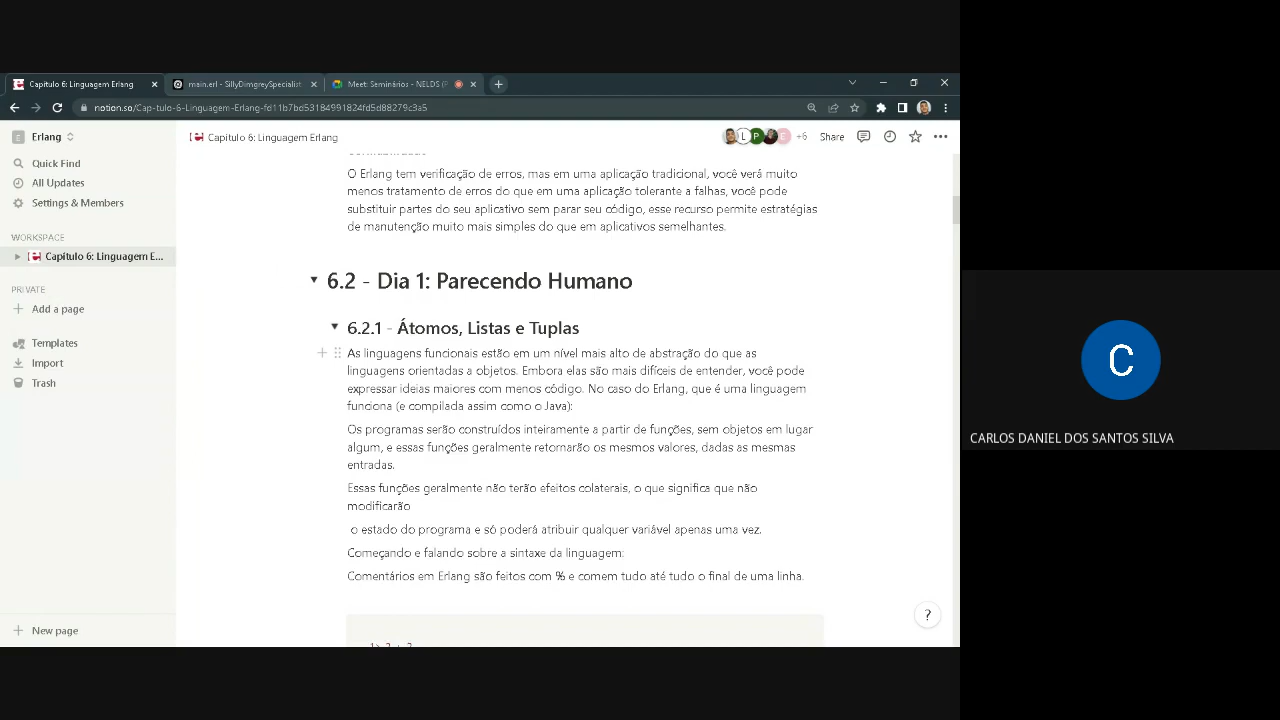 Capítulo 6: Linguagem Erlang
main.erl - SillyDimgreySpecialist
Meet: Seminários - NELDS (P
notion.so/Cap-tulo-6-Linguagem-Erlang-fd11b7bd53184991824fd5d88279c3a5
Erlang
Capítulo 6: Linguagem Erlang
L
P
S
+6
Share
Quick Find
All Updates
Settings & Members
WORKSPACE
Capítulo 6: Linguagem E...
PRIVATE
Add a page
Templates
Import
Trash
New page
O Erlang tem verificação de erros, mas em uma aplicação tradicional, você verá muito
menos tratamento de erros do que em uma aplicação tolerante a falhas, você pode
substituir partes do seu aplicativo sem parar seu código, esse recurso permite estratégias
de manutenção muito mais simples do que em aplicativos semelhantes.
6.2 - Dia 1: Parecendo Humano
6.2.1 - Átomos, Listas e Tuplas
As linguagens funcionais estão em um nível mais alto de abstração do que as
linguagens orientadas a objetos. Embora elas são mais difíceis de entender, você pode
expressar ideias maiores com menos código. No caso do Erlang, que é uma linguagem
funciona (e compilada assim como o Java):
Os programas serão construídos inteiramente a partir de funções, sem objetos em lugar
algum, e essas funções geralmente retornarão os mesmos valores, dadas as mesmas
entradas.
Essas funções geralmente não terão efeitos colaterais, o que significa que não
modificarão
o estado do programa e só poderá atribuir qualquer variável apenas uma vez.
Começando e falando sobre a sintaxe da linguagem:
Comentários em Erlang são feitos com % e comem tudo até tudo o final de uma linha.
?
C
CARLOS DANIEL DOS SANTOS SILVA